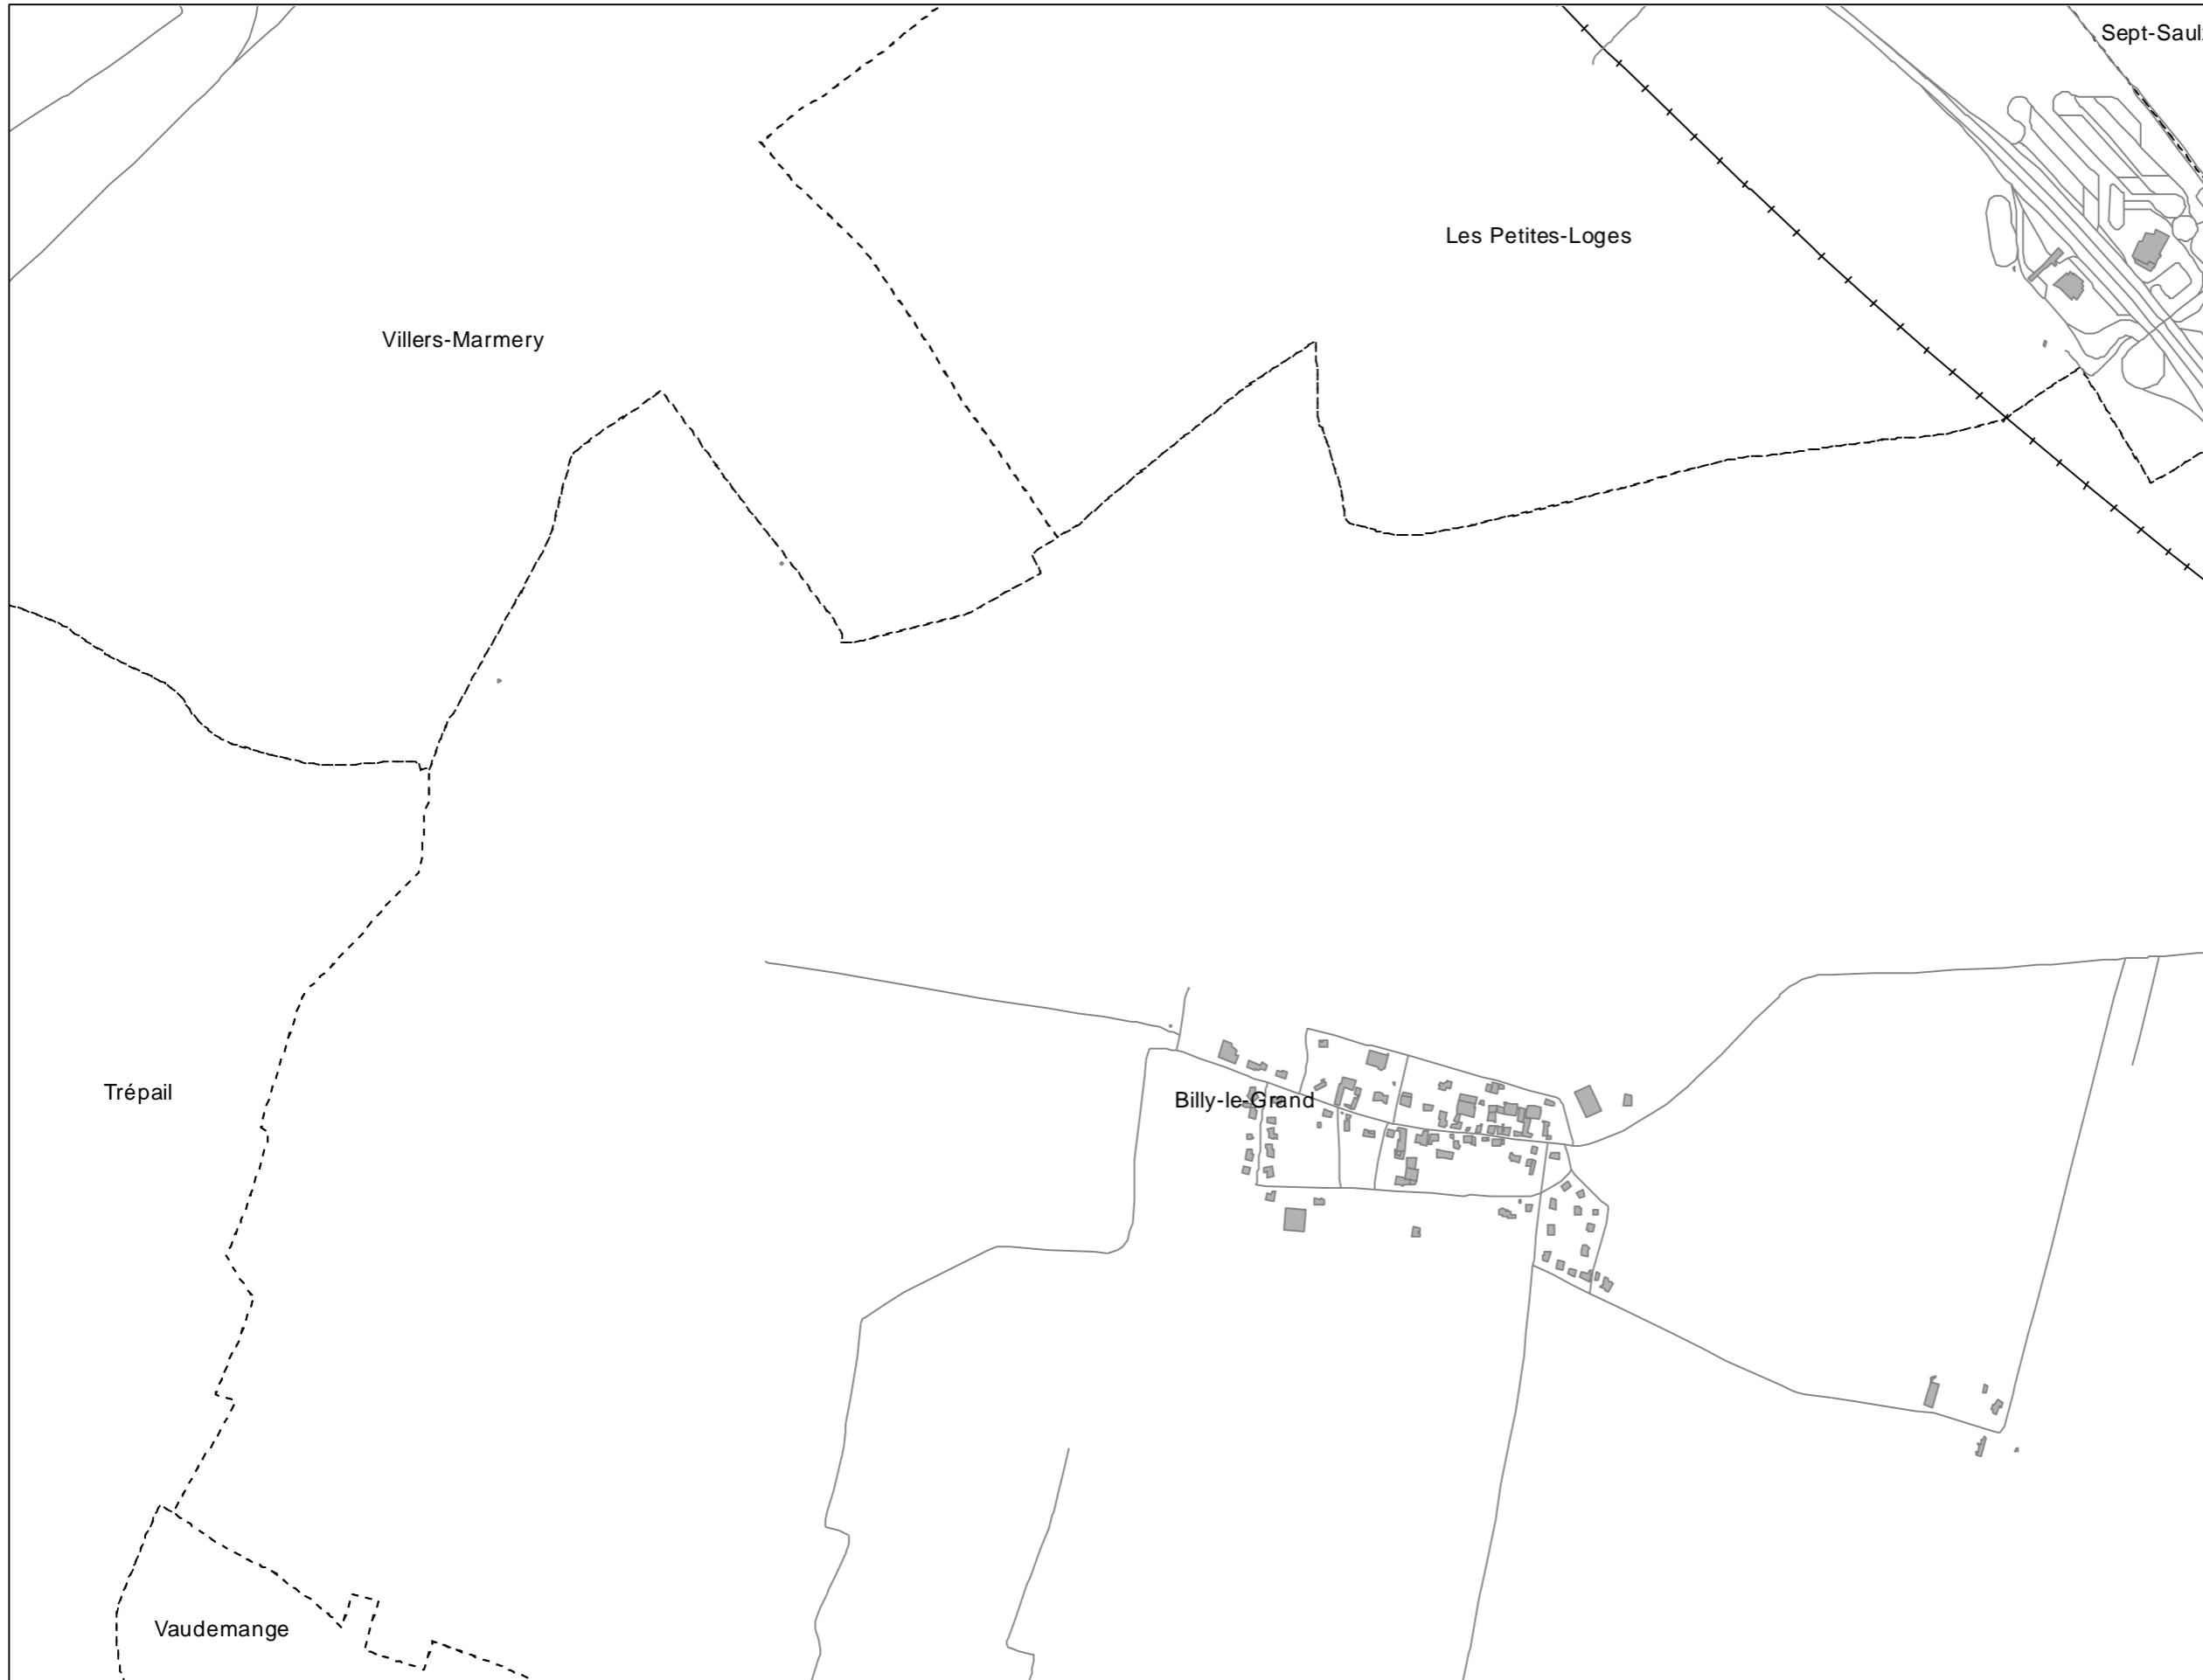 Sept-Saul
Les Petites-Loges
Villers-Marmery
Trépail
Billy-le-Grand
Vaudemange